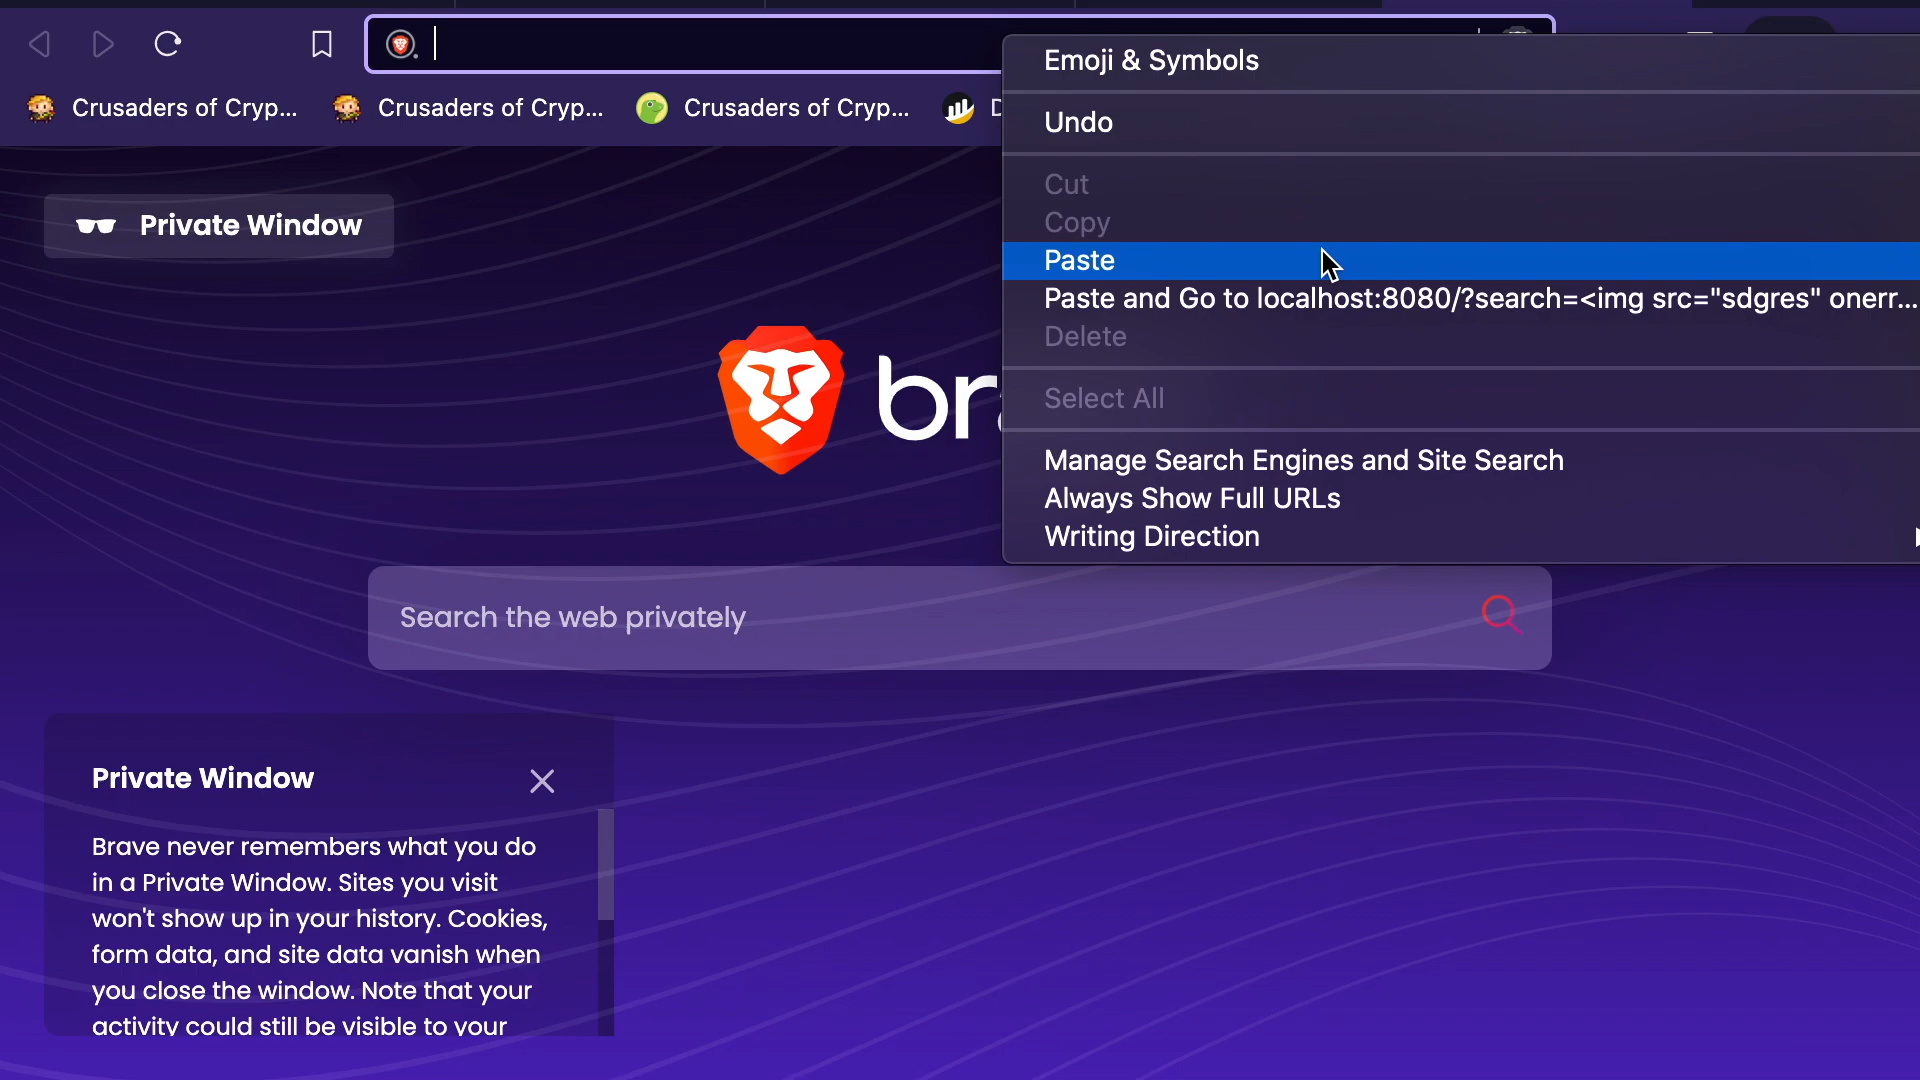 Emoji & Symbols
Crusaders of Cryp... Crusaders of Cryp... Crusaders of Cryp... D
Undo
Cut
Copy
Private Window
Paste
Paste and Go to localhost:8080/?search=<img src="sdgres" onerr...
Delete
Select All
bra
Manage Search Engines and Site Search
Always Show Full URLs
Writing Direction
Search the web privately
Private Window
Brave never remembers what you do
in a Private Window. Sites you visit
won't show up in your history. Cookies,
form data, and site data vanish when
you close the window. Note that your
activity could still be visible to your